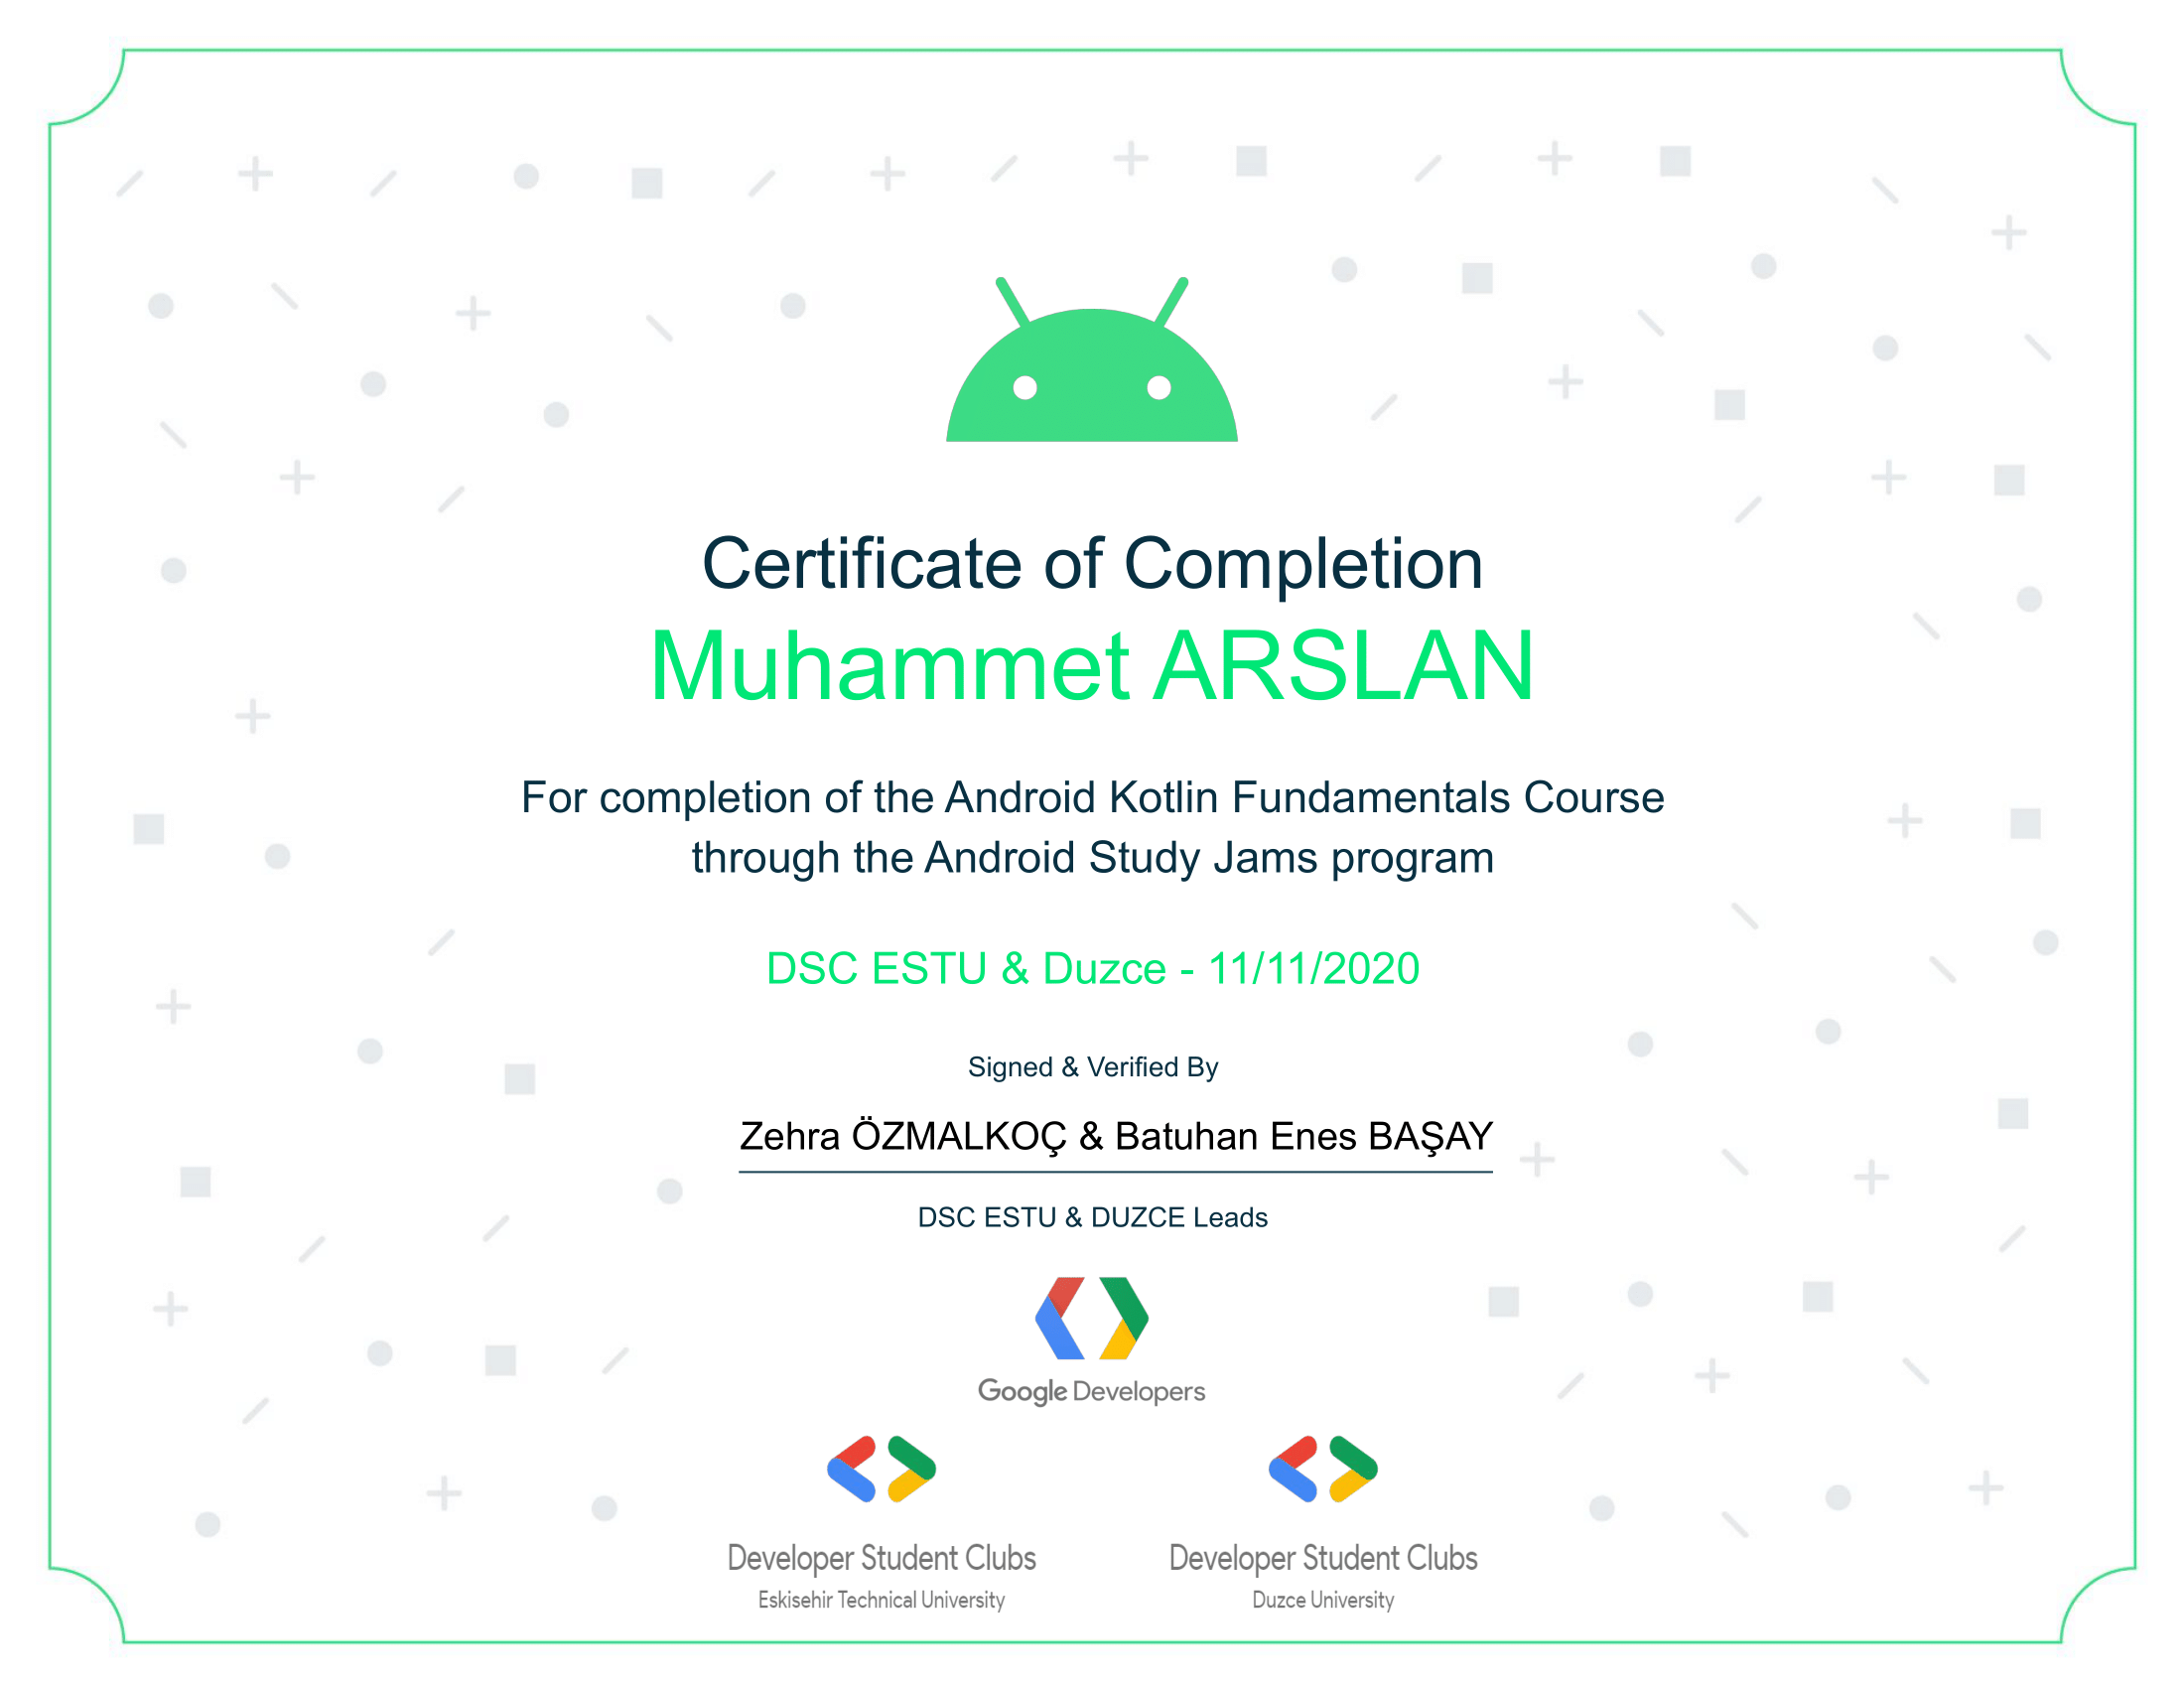 Certificate of Completion
Muhammet ARSLAN
For completion of the Android Kotlin Fundamentals Course
through the Android Study Jams program
DSC ESTU & Duzce - 11/11/2020
Signed & Verified By
Zehra ÖZMALKOÇ & Batuhan Enes BAŞAY
DSC ESTU & DUZCE Leads
Google Developers
Developer Student Clubs
Eskisehir Technical University
Developer Student Clubs
Duzce University